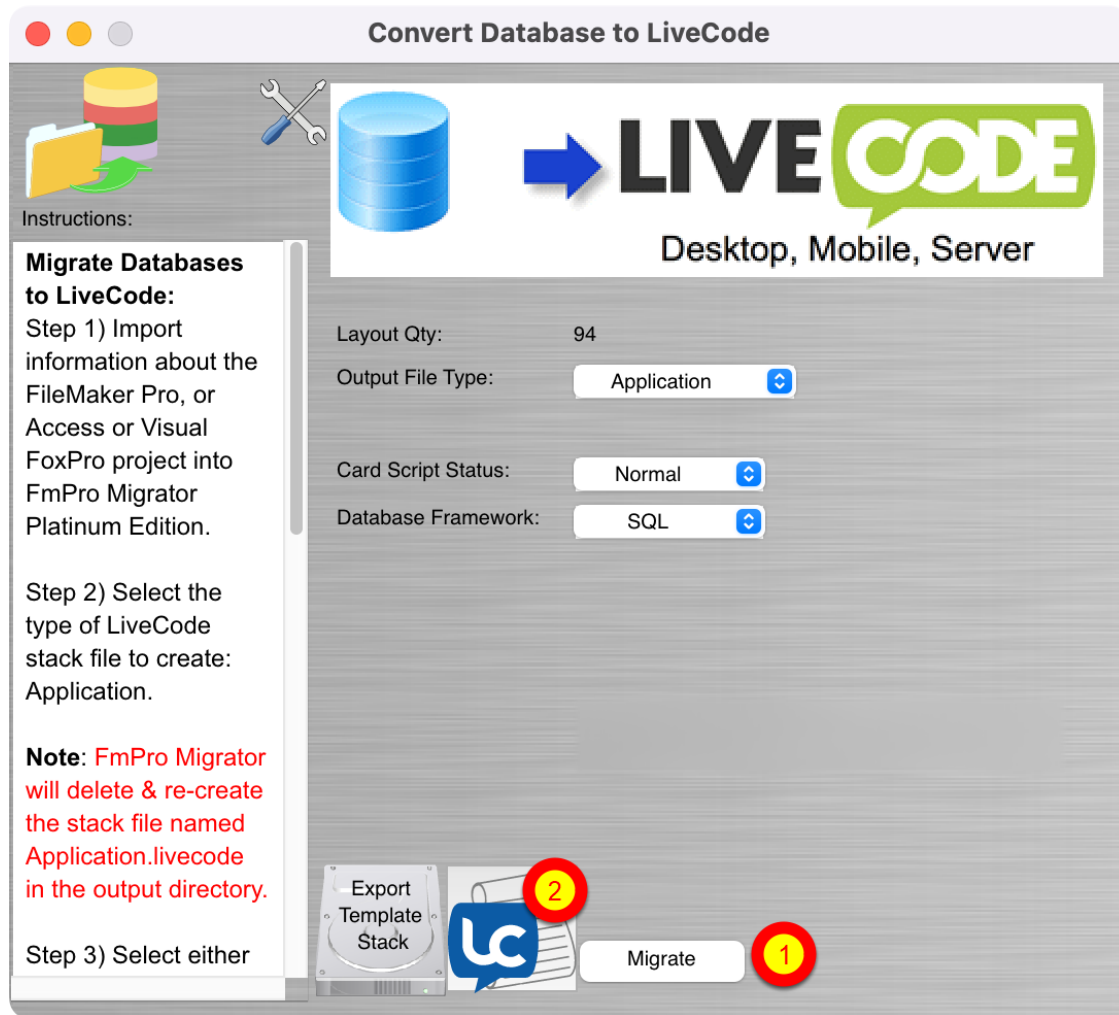 Convert Database to LiveCode
LIVECODE
Desktop, Mobile, Server
Instructions:
Migrate Databases
to LiveCode:
Step 1) Import
information about the
FileMaker Pro, or
Access or Visual
FoxPro project into
FmPro Migrator
Platinum Edition.
Step 2) Select the
type of LiveCode
stack file to create:
Application.
Note: FmPro Migrator
will delete & re-create
the stack file named
Application.livecode
in the output directory.
Step 3) Select either
Layout Qty: 94
Output File Type: Application
Card Script Status: Normal
Database Framework: SQL
Export
Template
Stack
LC
2
Migrate
1